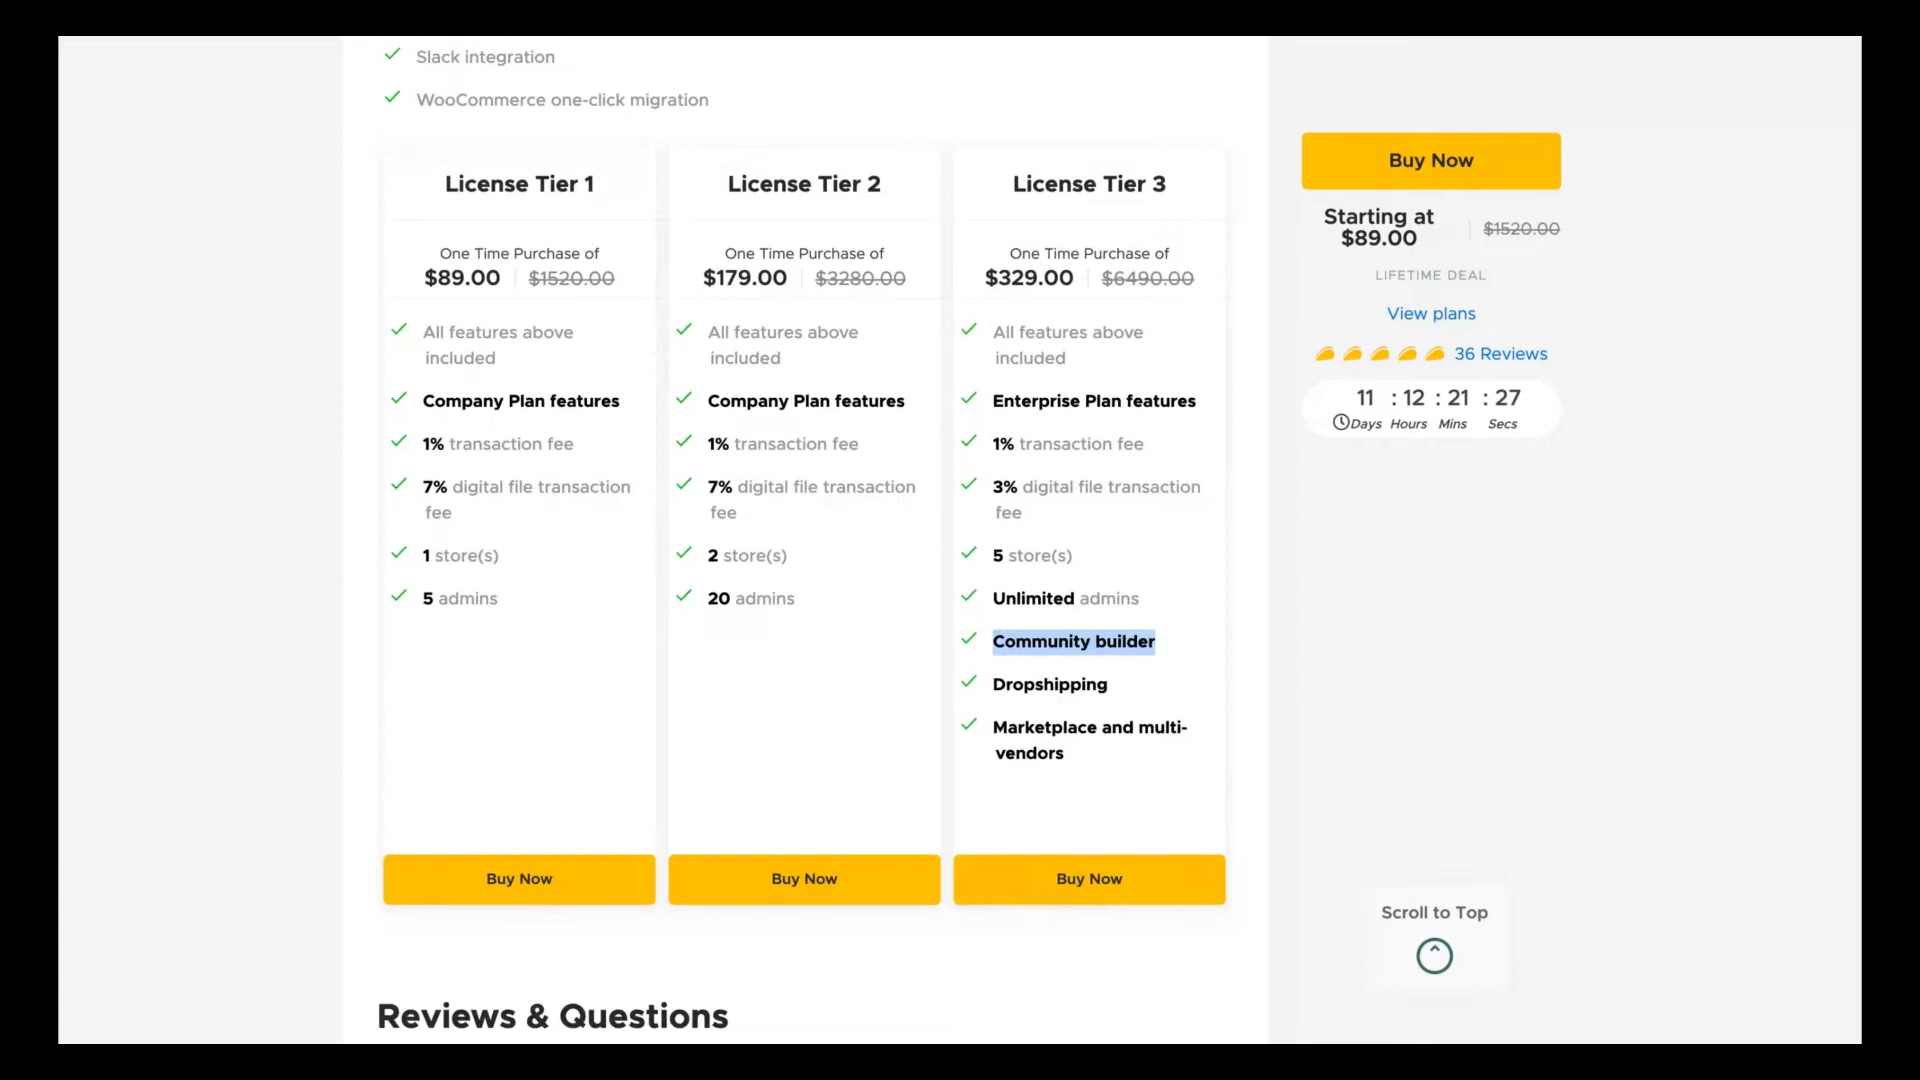 Slack integration
WooCommerce one-click migration
License Tier 1
One Time Purchase of
$89.00 $1520.00
All features above
included
Company Plan features
1% transaction fee
7% digital file transaction
fee
1 store(s)
5 admins
Buy Now
License Tier 2
One Time Purchase of
$179.00 $3280.00
All features above
included
Company Plan features
1% transaction fee
7% digital file transaction
fee
2 store(s)
20 admins
Buy Now
License Tier 3
One Time Purchase of
$329.00 $6490.00
All features above
included
Enterprise Plan features
1% transaction fee
3% digital file transaction
fee
5 store(s)
Unlimited admins
Community builder
Dropshipping
Marketplace and multi-
vendors
Buy Now
Reviews & Questions
Buy Now
Starting at
$89.00 $1520.00
LIFETIME DEAL
View plans
36 Reviews
11 : 12 : 21 : 27
Days Hours Mins Secs
Scroll to Top